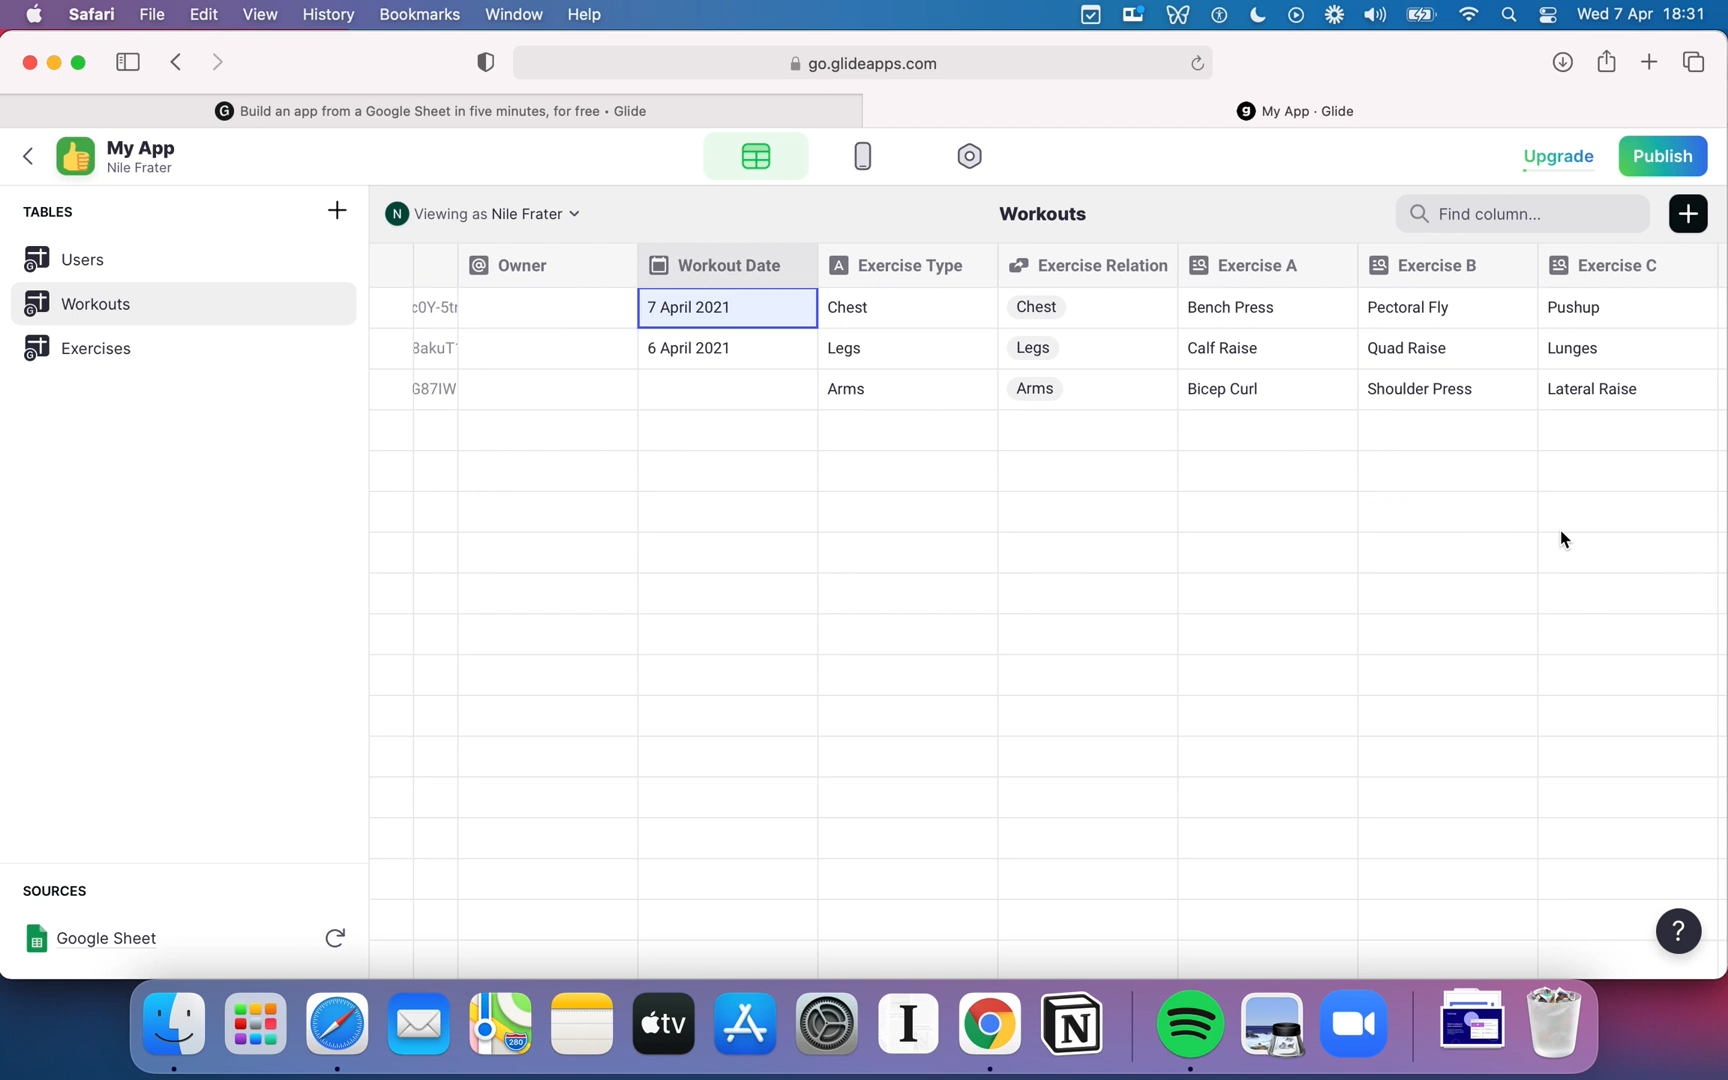 Safari File Edit View History Bookmarks Window Help Wed 7 Apr 18:31
go.glideapps.com
G Build an app from a Google Sheet in five minutes, for free • Glide
g My App · Glide
My App
Nile Frater
Upgrade Publish
TABLES
Users
Workouts
Exercises
N Viewing as Nile Frater
Workouts
Find column...
Owner Workout Date A Exercise Type Exercise Relation Exercise A Exercise B Exercise C
7 April 2021 Chest Chest Bench Press Pectoral Fly Pushup
6 April 2021 Legs Legs Calf Raise Quad Raise Lunges
G87IW Arms Arms Bicep Curl Shoulder Press Lateral Raise
SOURCES
Google Sheet
?
280
tv
N